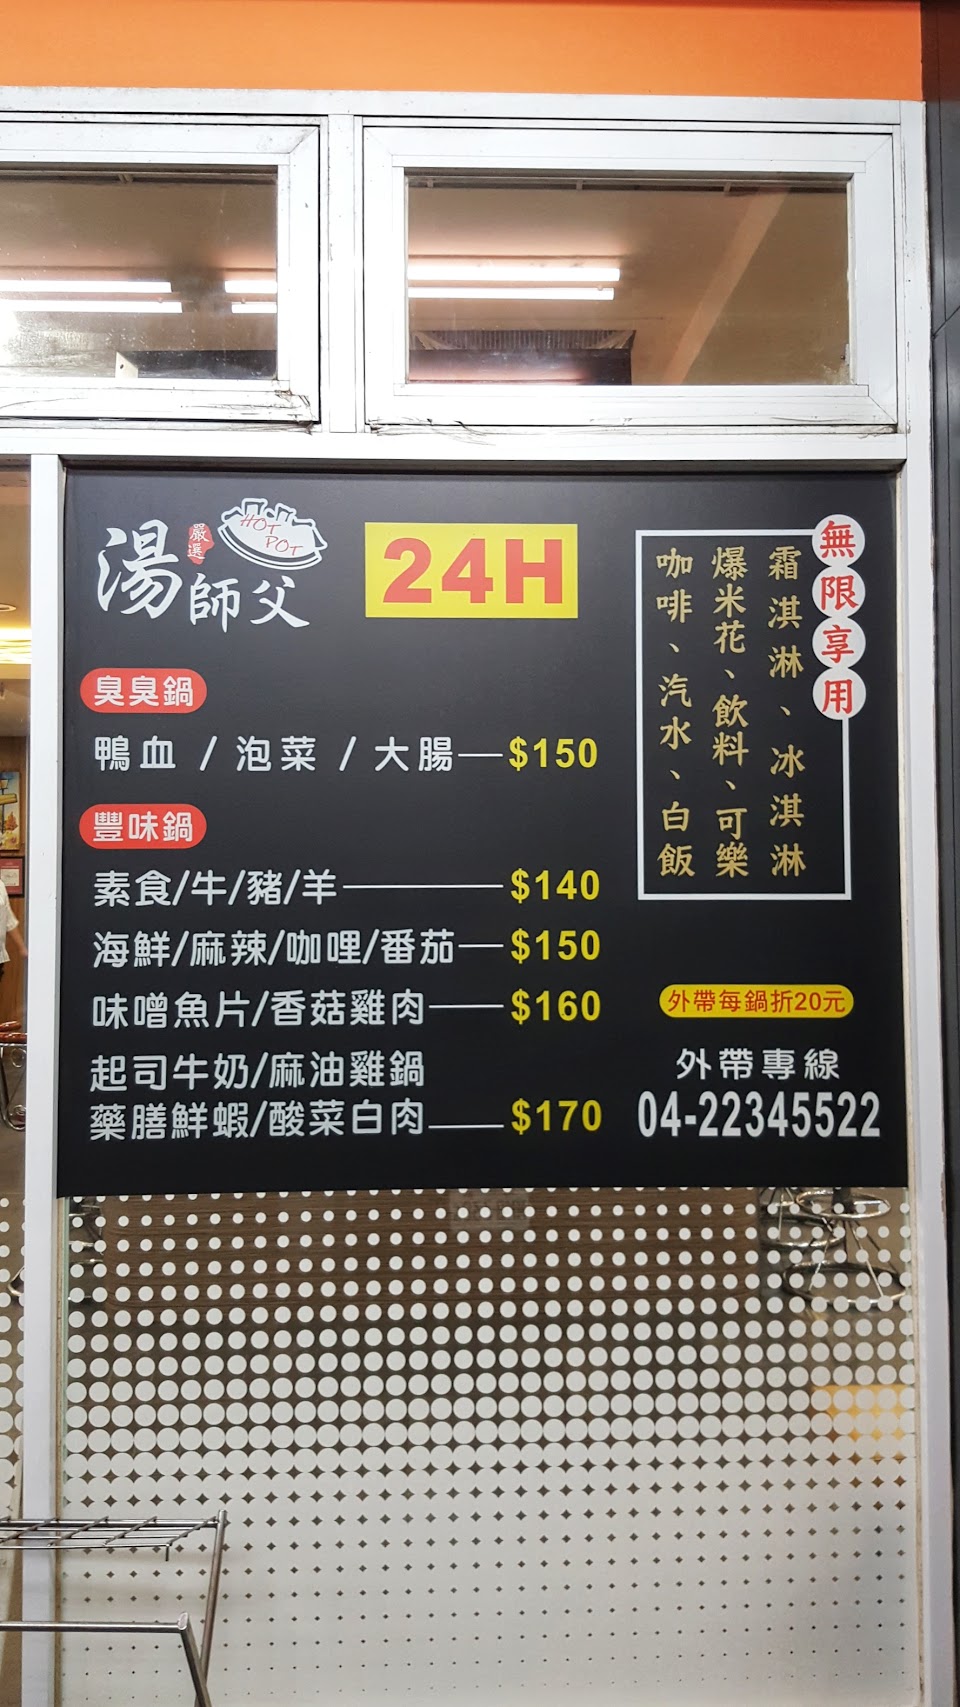 湯師父
嚴選
HOT
POT
24H
臭臭鍋
鴨血 / 泡菜 / 大腸—$150
豐味鍋
素食/牛/豬/羊—$140
海鮮/麻辣/咖哩/番茄—$150
味噌魚片/香菇雞肉—$160
起司牛奶/麻油雞鍋
藥膳鮮蝦/酸菜白肉—$170
無限享用
霜淇淋、冰淇淋
爆米花、飲料、可樂
咖啡、汽水、白飯
外帶每鍋折20元
外帶專線
04-22345522